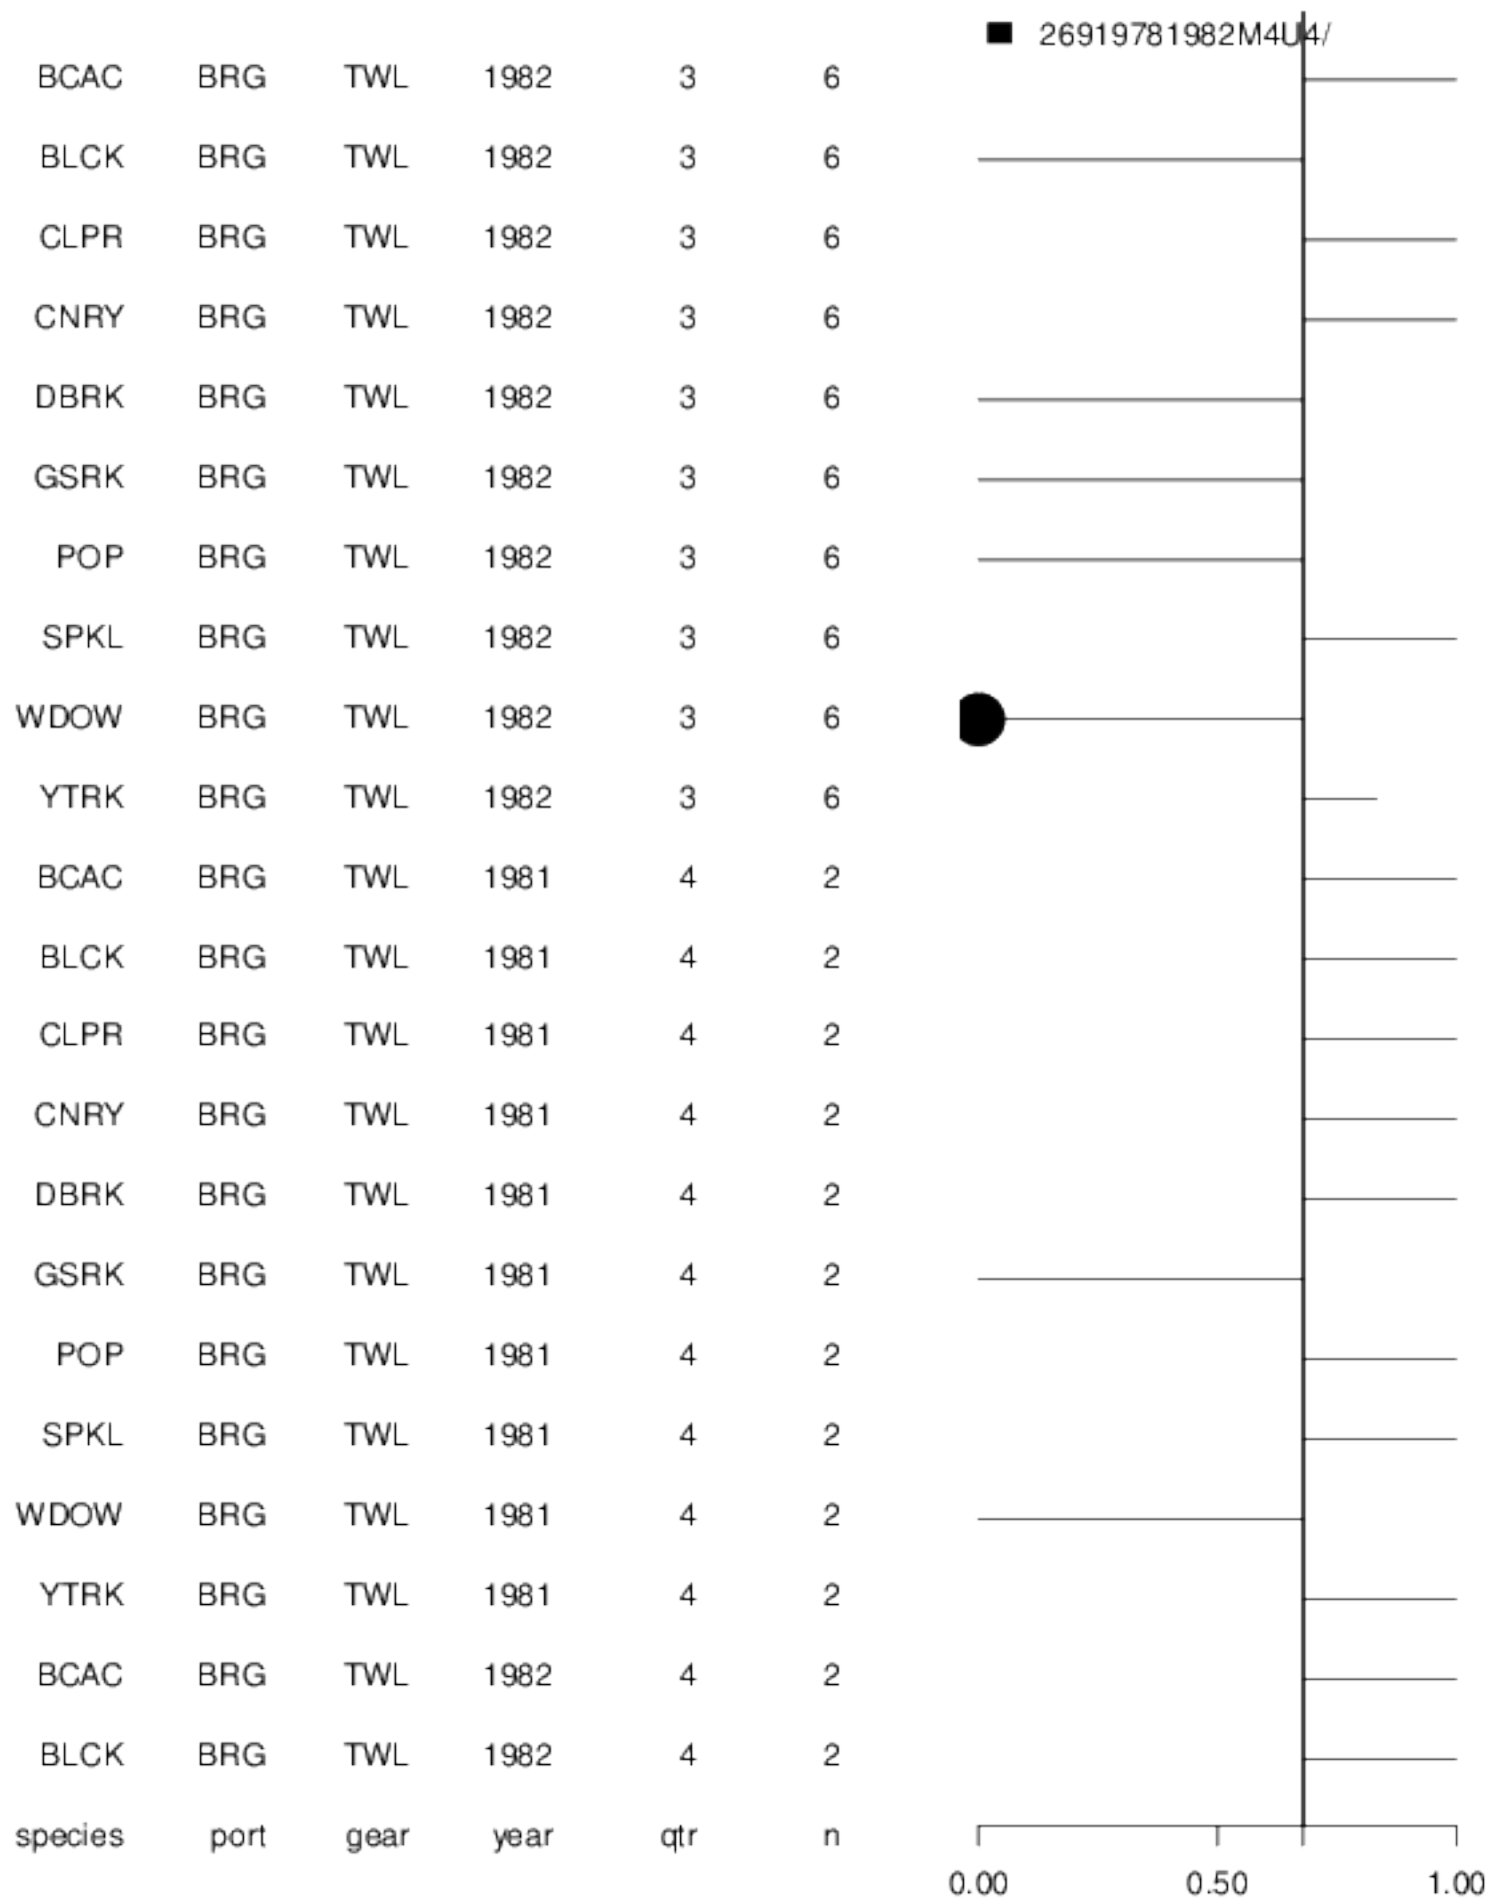 26919781982M4U4/
BCAC BRG TWL 1982 3 6
BLCK BRG TWL 1982 3 6
CLPR BRG TWL 1982 3 6
CNRY BRG TWL 1982 3 6
DBRK BRG TWL 1982 3 6
GSRK BRG TWL 1982 3 6
POP BRG TWL 1982 3 6
SPKL BRG TWL 1982 3 6
WDOW BRG TWL 1982 3 6
YTRK BRG TWL 1982 3 6
BCAC BRG TWL 1981 4 2
BLCK BRG TWL 1981 4 2
CLPR BRG TWL 1981 4 2
CNRY BRG TWL 1981 4 2
DBRK BRG TWL 1981 4 2
GSRK BRG TWL 1981 4 2
POP BRG TWL 1981 4 2
SPKL BRG TWL 1981 4 2
WDOW BRG TWL 1981 4 2
YTRK BRG TWL 1981 4 2
BCAC BRG TWL 1982 4 2
BLCK BRG TWL 1982 4 2
species port gear year qtr n
0.00 0.50 1.00